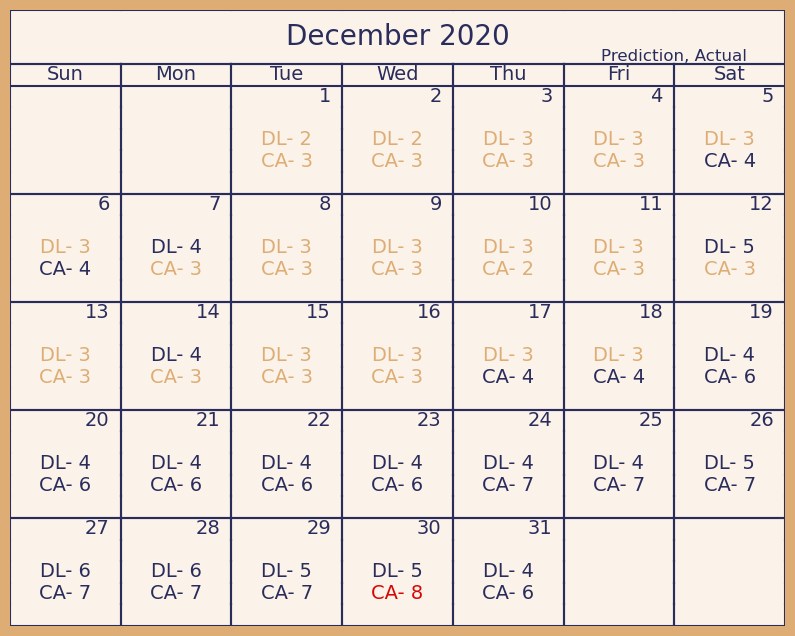 December 2020
Prediction, Actual
Sun Mon Tue Wed Thu Fri Sat
1 2 3 4 5
DL- 2 DL- 2 DL- 3 DL- 3 DL- 3
CA- 3 CA- 3 CA- 3 CA- 3 CA- 4
6 7 8 9 10 11 12
DL- 3 DL- 4 DL- 3 DL- 3 DL- 3 DL- 3 DL- 5
CA- 4 CA- 3 CA- 3 CA- 3 CA- 2 CA- 3 CA- 3
13 14 15 16 17 18 19
DL- 3 DL- 4 DL- 3 DL- 3 DL- 3 DL- 3 DL- 4
CA- 3 CA- 3 CA- 3 CA- 3 CA- 4 CA- 4 CA- 6
20 21 22 23 24 25 26
DL- 4 DL- 4 DL- 4 DL- 4 DL- 4 DL- 4 DL- 5
CA- 6 CA- 6 CA- 6 CA- 6 CA- 7 CA- 7 CA- 7
27 28 29 30 31
DL- 6 DL- 6 DL- 5 DL- 5 DL- 4
CA- 7 CA- 7 CA- 7 CA- 8 CA- 6